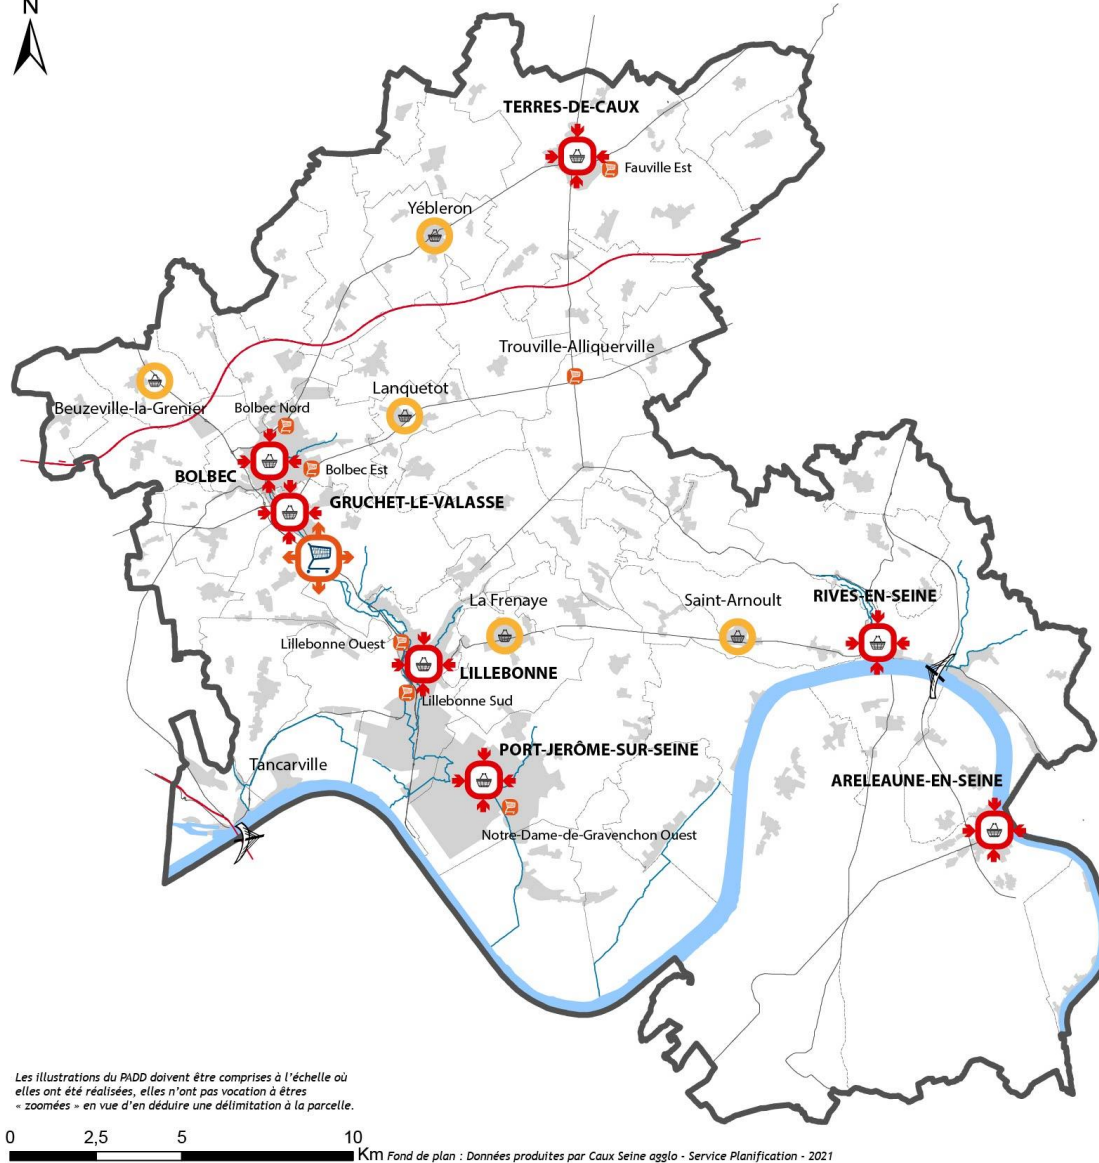 N
TERRES-DE-CAUX
Fauville Est
Yébleron
Trouville-Alliquerville
Lanquetot
Beuzeville-la-Grenier
Bolbec Nord
Bolbec Est
BOLBEC
GRUCHET-LE-VALASSE
La Frenaye
Saint-Arnoult
RIVES-EN-SEINE
Lillebonne Ouest
LILLEBONNE
Lillebonne Sud
PORT-JERÔME-SUR-SEINE
Tancarville
ARELEAUNE-EN-SEINE
Notre-Dame-de-Gravenchon Ouest
Les illustrations du PADD doivent être comprises à l'échelle où
elles ont été réalisées, elles n'ont pas vocation à êtres
« zoomées » en vue d'en déduire une délimitation à la parcelle.
0 2,5 5 10
Km Fond de plan : Données produites par Caux Seine agglo - Service Planification - 2021